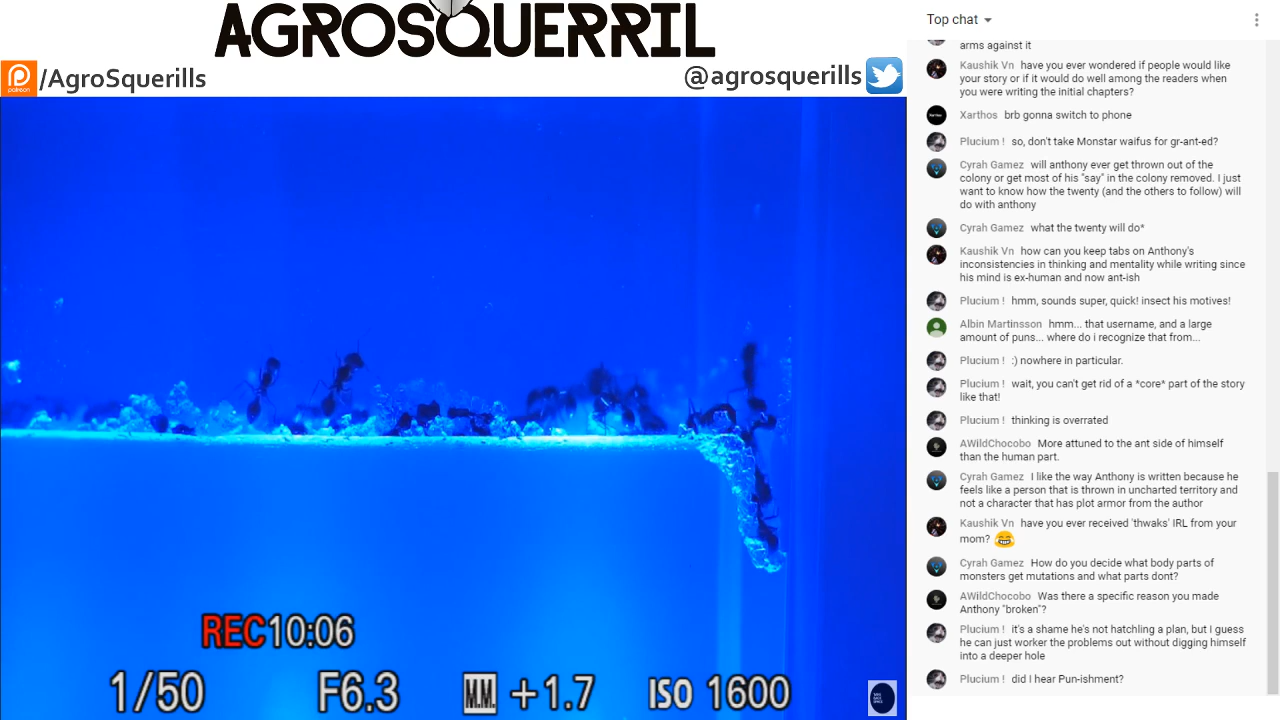 AGROSQUERRIL
/AgroSquerills
@agrosquerills
patreon
REC10:06
1/50 F6.3 M.M. +1.7 ISO 1600
Top chat
arms against it
Kaushik Vn have you ever wondered if people would like
your story or if it would do well among the readers when
you were writing the initial chapters?
Xarthos brb gonna switch to phone
Plucium ! so, don't take Monstar waifus for gr-ant-ed?
Cyrah Gamez will anthony ever get thrown out of the
colony or get most of his "say" in the colony removed. I just
want to know how the twenty (and the others to follow) will
do with anthony
Cyrah Gamez what the twenty will do*
Kaushik Vn how can you keep tabs on Anthony's
inconsistencies in thinking and mentality while writing since
his mind is ex-human and now ant-ish
Plucium ! hmm, sounds super, quick! insect his motives!
Albin Martinsson hmm... that username, and a large
amount of puns... where do i recognize that from...
Plucium ! :) nowhere in particular.
Plucium ! wait, you can't get rid of a *core* part of the story
like that!
Plucium ! thinking is overrated
AWildChocobo More attuned to the ant side of himself
than the human part.
Cyrah Gamez I like the way Anthony is written because he
feels like a person that is thrown in uncharted territory and
not a character that has plot armor from the author
Kaushik Vn have you ever received 'thwaks' IRL from your
mom? 😂
Cyrah Gamez How do you decide what body parts of
monsters get mutations and what parts dont?
AWildChocobo Was there a specific reason you made
Anthony "broken"?
Plucium ! it's a shame he's not hatchling a plan, but I guess
he can just worker the problems out without digging himself
into a deeper hole
Plucium ! did I hear Pun-ishment?